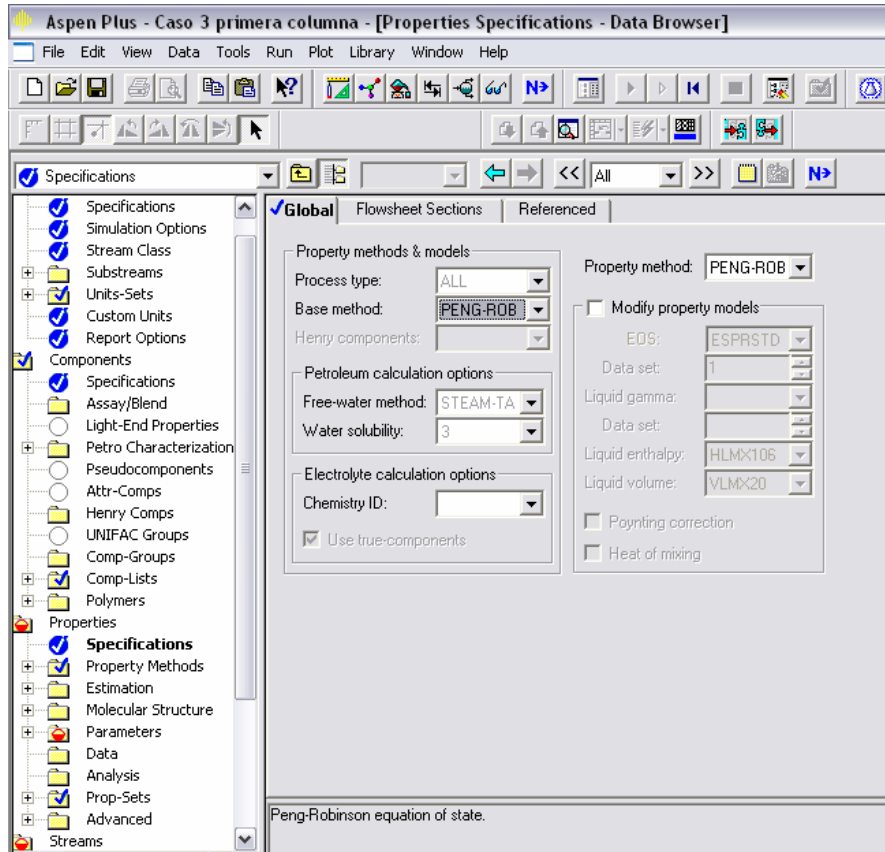 Aspen Plus - Caso 3 primera columna - [Properties Specifications - Data Browser]
File Edit View Data Tools Run Plot Library Window Help
N
Specifications
<< All >> N
Specifications
Simulation Options
Stream Class
Substreams
Units-Sets
Custom Units
Report Options
Components
Specifications
Assay/Blend
Light-End Properties
Petro Characterization
Pseudocomponents
Attr-Comps
Henry Comps
UNIFAC Groups
Comp-Groups
Comp-Lists
Polymers
Properties
Specifications
Property Methods
Estimation
Molecular Structure
Parameters
Data
Analysis
Prop-Sets
Advanced
Streams
Global Flowsheet Sections Referenced
Property methods & models
Process type: ALL
Base method: PENG-ROB
Henry components:
Petroleum calculation options
Free-water method: STEAM-TA
Water solubility: 3
Electrolyte calculation options
Chemistry ID:
Use true-components
Property method: PENG-ROB
Modify property models
EOS: ESPRSTD
Data set: 1
Liquid gamma:
Data set:
Liquid enthalpy: HLMX106
Liquid volume: VLMX20
Poynting correction
Heat of mixing
Peng-Robinson equation of state.